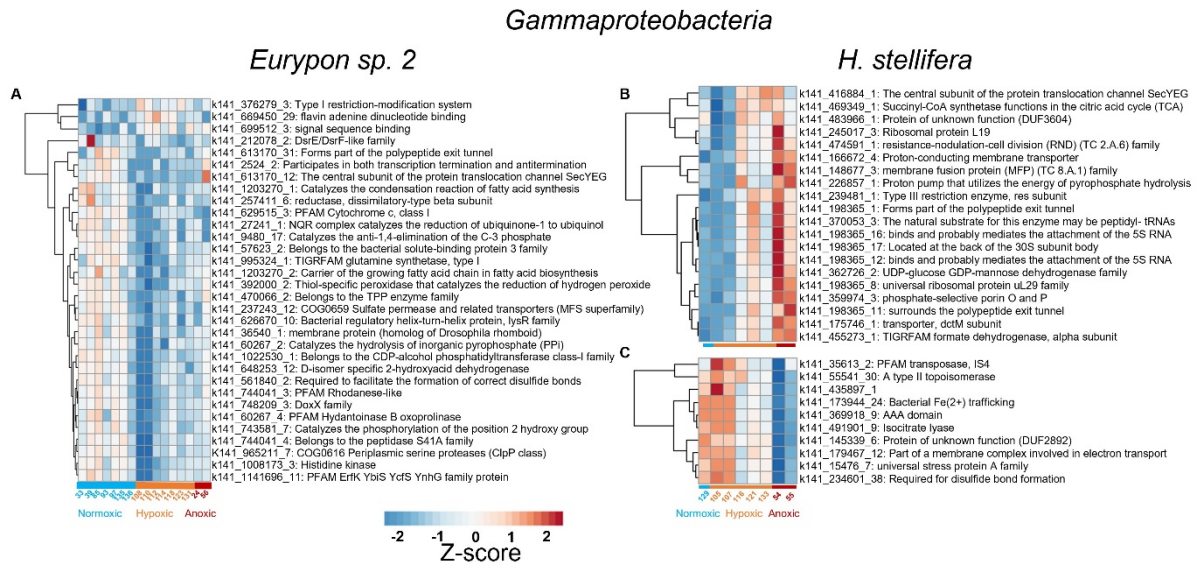 Gammaproteobacteria
Eurypon sp. 2
H. stellifera
A
k141_376279_3: Type I restriction-modification system
k141_669450_29: flavin adenine dinucleotide binding
k141_699512_3: signal sequence binding
k141_212078_2: DsrE/DsrF-like family
k141_613170_31: Forms part of the polypeptide exit tunnel
k141_2524_2: Participates in both transcription termination and antitermination
k141_613170_12: The central subunit of the protein translocation channel SecYEG
k141_1203270_1: Catalyzes the condensation reaction of fatty acid synthesis
k141_257411_6: reductase, dissimilatory-type beta subunit
k141_629515_3: PFAM Cytochrome c, class I
k141_27241_1: NQR complex catalyzes the reduction of ubiquinone-1 to ubiquinol
k141_9480_17: Catalyzes the anti-1,4-elimination of the C-3 phosphate
k141_57623_2: Belongs to the bacterial solute-binding protein 3 family
k141_995324_1: TIGRFAM glutamine synthetase, type I
k141_1203270_2: Carrier of the growing fatty acid chain in fatty acid biosynthesis
k141_392000_2: Thiol-specific peroxidase that catalyzes the reduction of hydrogen peroxide
k141_470066_2: Belongs to the TPP enzyme family
k141_237243_12: COG0659 Sulfate permease and related transporters (MFS superfamily)
k141_626670_10: Bacterial regulatory helix-turn-helix protein, lysR family
k141_36540_1: membrane protein (homolog of Drosophila rhomboid)
k141_60267_2: Catalyzes the hydrolysis of inorganic pyrophosphate (PPi)
k141_1022530_1: Belongs to the CDP-alcohol phosphatidyltransferase class-I family
k141_648253_12: D-isomer specific 2-hydroxyacid dehydrogenase
k141_561840_2: Required to facilitate the formation of correct disulfide bonds
k141_744041_3: PFAM Rhodanese-like
k141_748209_3: DoxX family
k141_60267_4: PFAM Hydantoinase B oxoprolinase
k141_743581_7: Catalyzes the phosphorylation of the position 2 hydroxy group
k141_744041_4: Belongs to the peptidase S41A family
K141_965211_7: COG0616 Periplasmic serine proteases (ClpP class)
k141_1008173_3: Histidine kinase
k141_1141696_11: PFAM ErfK YbiS YcfS YnhG family protein
Normoxic
Hypoxic
Anoxic
B
k141_416884_1: The central subunit of the protein translocation channel SecYEG
k141_469349_1: Succinyl-CoA synthetase functions in the citric acid cycle (TCA)
k141_483966_1: Protein of unknown function (DUF3604)
k141_245017_3: Ribosomal protein L19
k141_474591_1: resistance-nodulation-cell division (RND) (TC 2.A.6) family
k141_166672_4: Proton-conducting membrane transporter
k141_148677_3: membrane fusion protein (MFP) (TC 8.A.1) family
k141_226857_1: Proton pump that utilizes the energy of pyrophosphate hydrolysis
k141_239481_1: Type III restriction enzyme, res subunit
k141_198365_1: Forms part of the polypeptide exit tunnel
k141_370053_3: The natural substrate for this enzyme may be peptidyl- tRNAs
k141_198365_16: binds and probably mediates the attachment of the 5S RNA
k141_198365_17: Located at the back of the 30S subunit body
k141_198365_12: binds and probably mediates the attachment of the 5S RNA
k141_362726_2: UDP-glucose GDP-mannose dehydrogenase family
k141_198365_8: universal ribosomal protein uL29 family
k141_359974_3: phosphate-selective porin O and P
k141_198365_11: surrounds the polypeptide exit tunnel
k141_175746_1: transporter, dctM subunit
k141_455273_1: TIGRFAM formate dehydrogenase, alpha subunit
C
k141_35613_2: PFAM transposase, IS4
k141_55541_30: A type II topoisomerase
k141_435897_1
k141_173944_24: Bacterial Fe(2+) trafficking
k141_369918_9: AAA domain
k141_491901_9: Isocitrate lyase
k141_145339_6: Protein of unknown function (DUF2892)
k141_179467_12: Part of a membrane complex involved in electron transport
k141_15476_7: universal stress protein A family
k141_234601_38: Required for disulfide bond formation
129 105 107 116 121 133 54 55
Normoxic
Hypoxic
Anoxic
-2 -1 0 1 2
Z-score